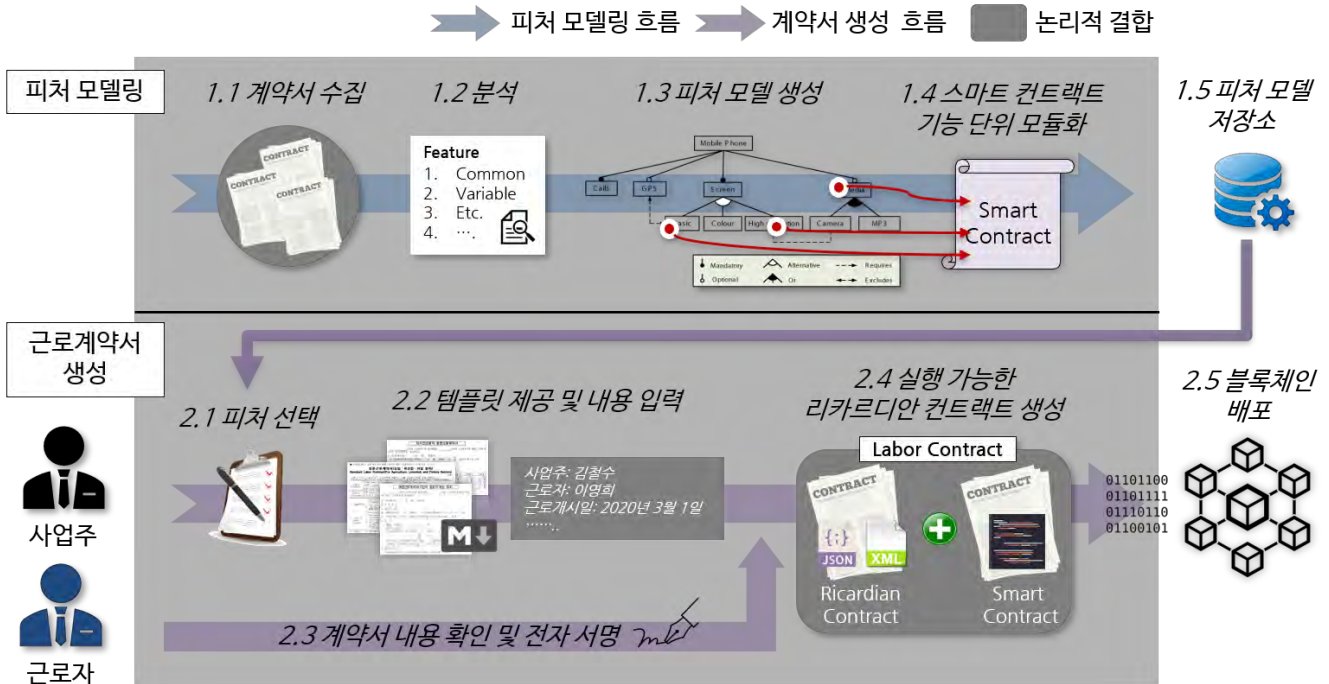 피처 모델링 흐름
계약서 생성 흐름
논리적 결합
피처 모델링
1.1 계약서 수집
1.2 분석
1.3 피처 모델 생성
1.4 스마트 컨트랙트
기능 단위 모듈화
1.5 피처 모델
저장소
CONTRACT
CONTRACT
CONTRACT
Feature
1. Common
2. Variable
3. Etc.
4. ….
Mobile Phone
Calls
GPS
Screen
Colour
High
Camera
MP3
Mandatory
Alternative
Requires
Optional
Or
Excludes
Smart
Contract
근로계약서
생성
2.1 피처 선택
2.2 템플릿 제공 및 내용 입력
2.4 실행 가능한
리카르디안 컨트랙트 생성
2.5 블록체인
배포
사업주
근로자
M
사업주: 김철수
근로자: 이영희
근로개시일: 2020년 3월 1일
……..
Labor Contract
CONTRACT
CONTRACT
{;}
JSON
XML
Ricardian
Contract
Smart
Contract
01101100
01101111
01110110
01100101
2.3 계약서 내용 확인 및 전자 서명